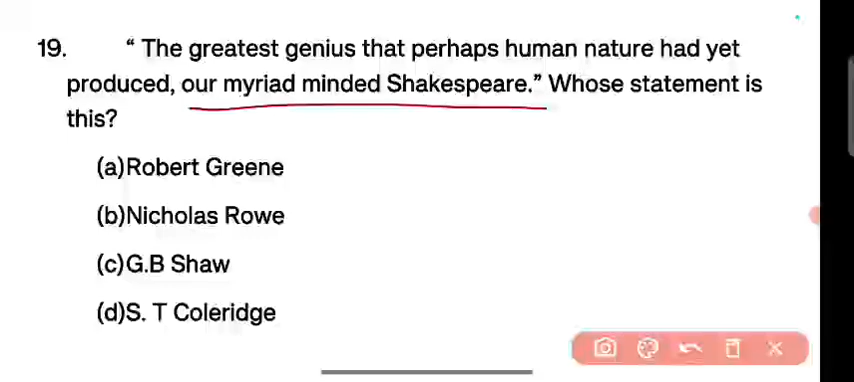 19. “ The greatest genius that perhaps human nature had yet
produced, our myriad minded Shakespeare.” Whose statement is
this?
(a)Robert Greene
(b)Nicholas Rowe
(c)G.B Shaw
(d)S. T Coleridge